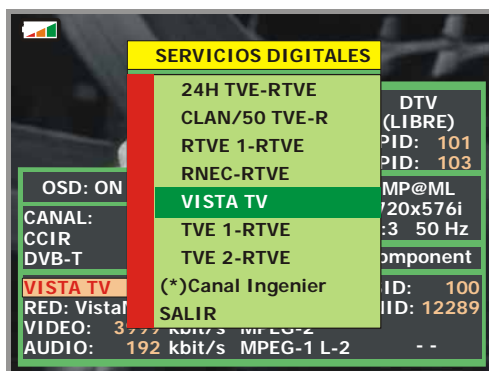 SERVICIOS DIGITALES
24H TVE-RTVE
CLAN/50 TVE-R
RTVE 1-RTVE
RNEC-RTVE
VISTA TV
TVE 1-RTVE
TVE 2-RTVE
(*)Canal Ingenier
SALIR
DTV
(LIBRE)
PID: 101
PID: 103
OSD: ON
MP@ML
720x576i
:3 50 Hz
CANAL:
CCIR
DVB-T
omponent
VISTA TV
ID: 100
RED: Vista
NID: 12289
VIDEO: 3999 kbit/s MPEG-2
AUDIO: 192 kbit/s MPEG-1 L-2 - -